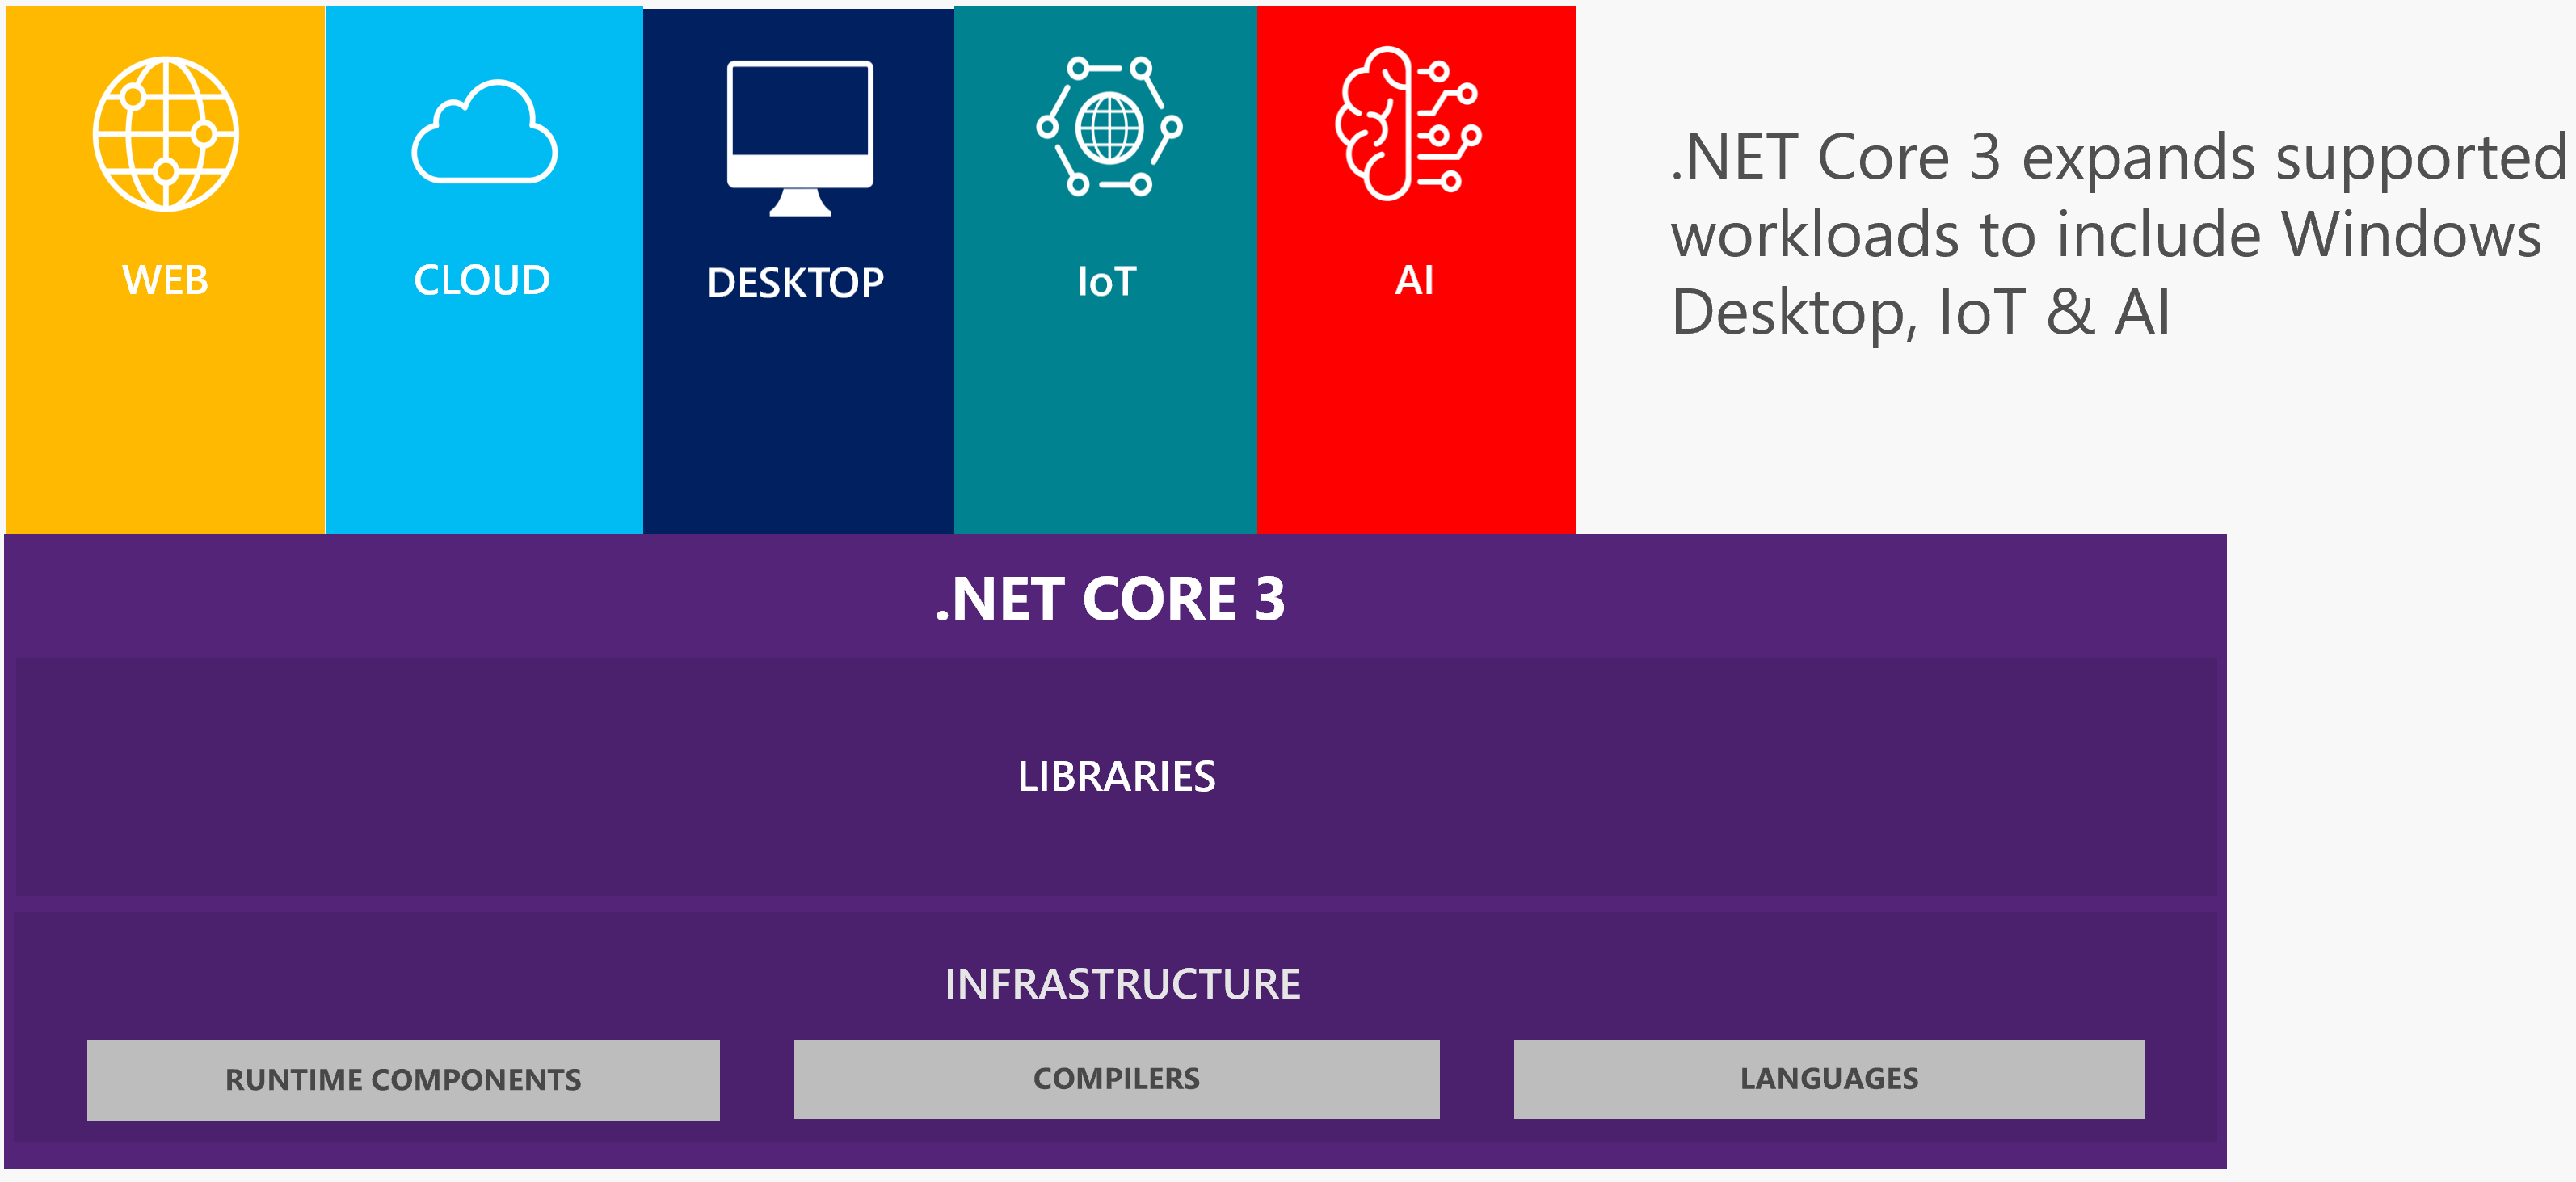 WEB
CLOUD
DESKTOP
IoT
AI
.NET Core 3 expands supported
workloads to include Windows
Desktop, IoT & AI
.NET CORE 3
LIBRARIES
INFRASTRUCTURE
RUNTIME COMPONENTS
COMPILERS
LANGUAGES